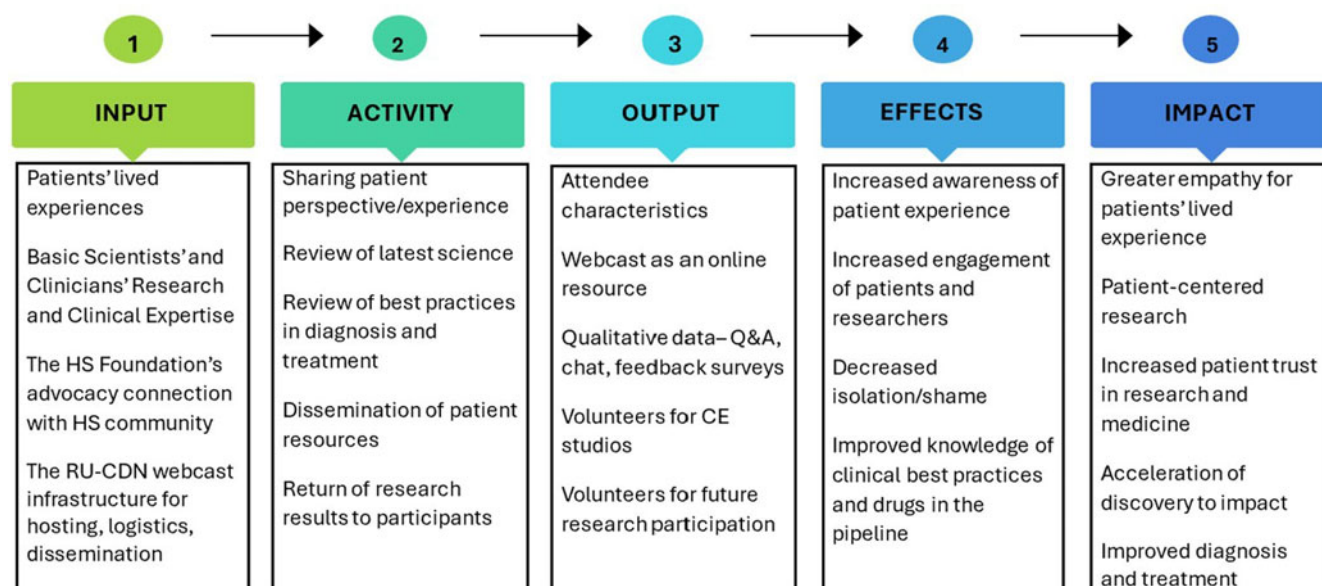 1
2
3
4
5
INPUT
ACTIVITY
OUTPUT
EFFECTS
IMPACT
Patients' lived
experiences
Basic Scientists' and
Clinicians' Research
and Clinical Expertise
The HS Foundation's
advocacy connection
with HS community
The RU-CDN webcast
infrastructure for
hosting, logistics,
dissemination
Sharing patient
perspective/experience
Review of latest science
Review of best practices
in diagnosis and
treatment
Dissemination of patient
resources
Return of research
results to participants
Attendee
characteristics
Webcast as an online
resource
Qualitative data– Q&A,
chat, feedback surveys
Volunteers for CE
studios
Volunteers for future
research participation
Increased awareness of
patient experience
Increased engagement
of patients and
researchers
Decreased
isolation/shame
Improved knowledge of
clinical best practices
and drugs in the
pipeline
Greater empathy for
patients' lived
experience
Patient-centered
research
Increased patient trust
in research and
medicine
Acceleration of
discovery to impact
Improved diagnosis
and treatment